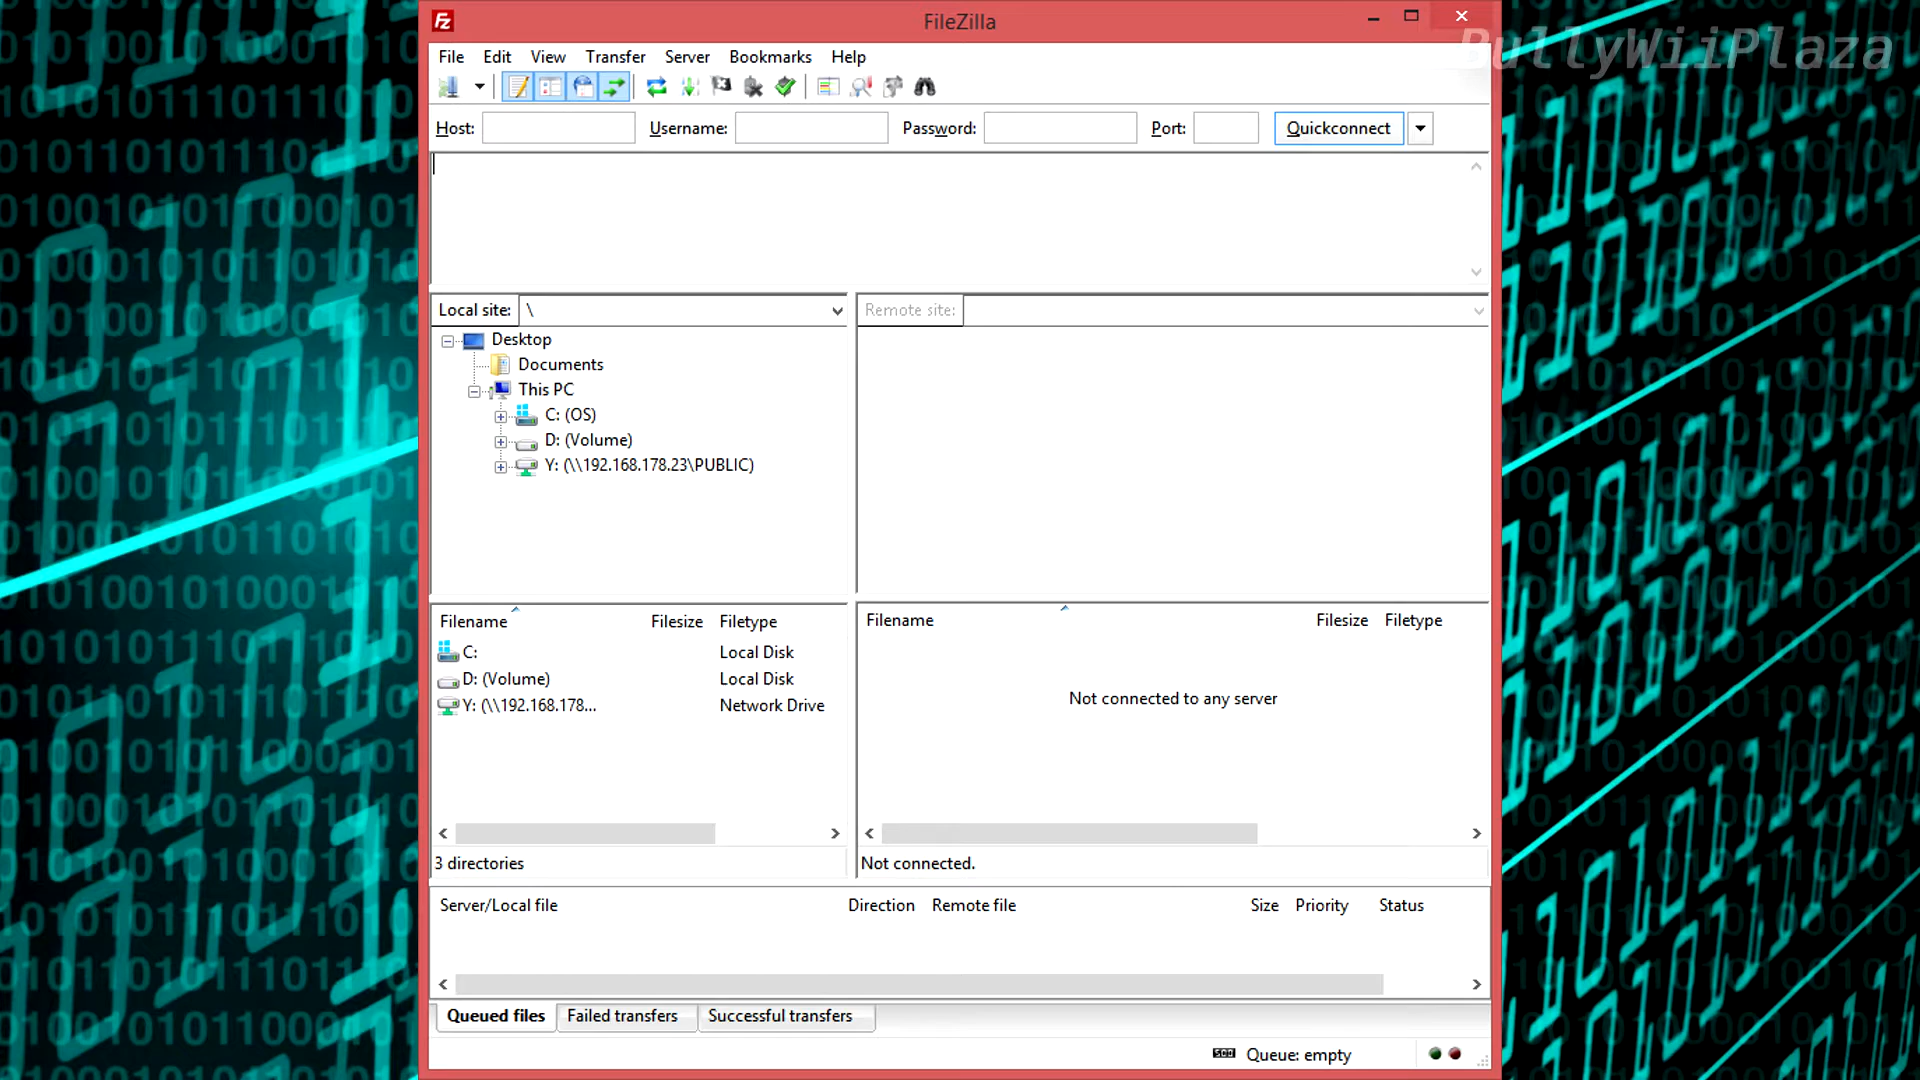 Fz FileZilla
BullyWiiPlaza
File Edit View Transfer Server Bookmarks Help
Host: Username: Password: Port: Quickconnect
Local site: \
Remote site:
Desktop
Documents
This PC
C: (OS)
D: (Volume)
Y: (\\192.168.178.23\PUBLIC)
Filename Filesize Filetype
C: Local Disk
D: (Volume) Local Disk
Y: (\\192.168.178... Network Drive
3 directories
Filename Filesize Filetype
Not connected to any server
Not connected.
Server/Local file Direction Remote file Size Priority Status
Queued files Failed transfers Successful transfers
Queue: empty